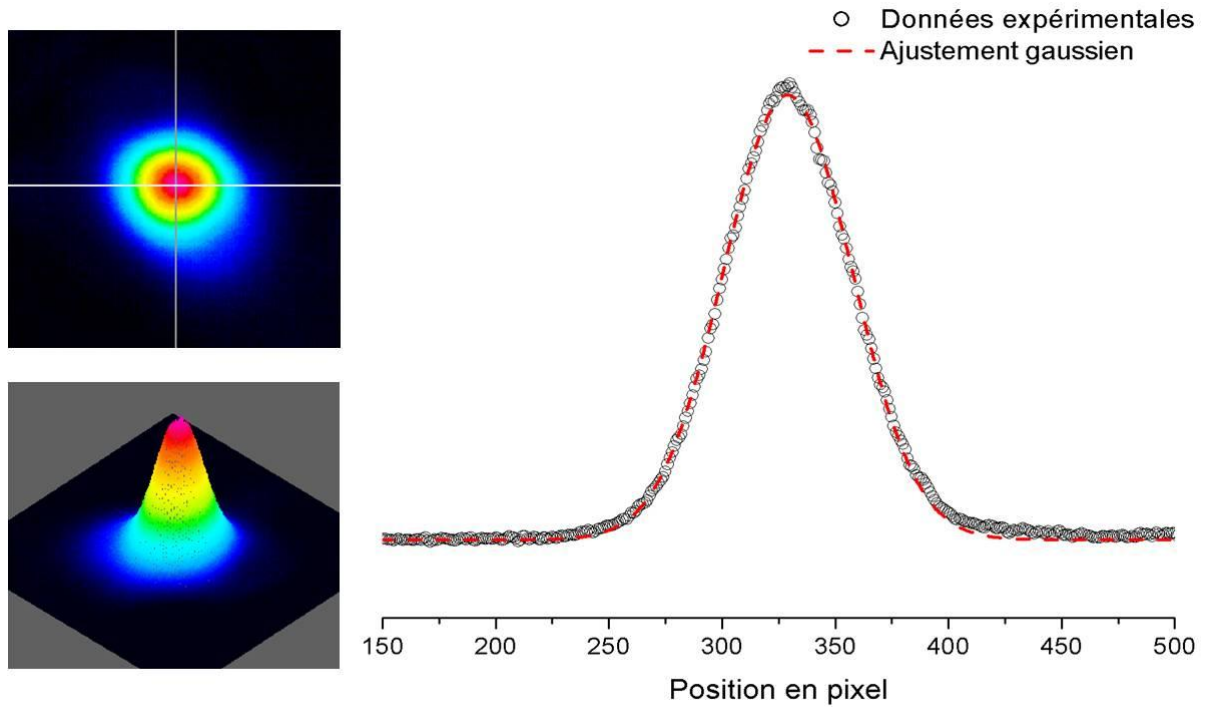 Données expérimentales
Ajustement gaussien
150 200 250 300 350 400 450 500
Position en pixel